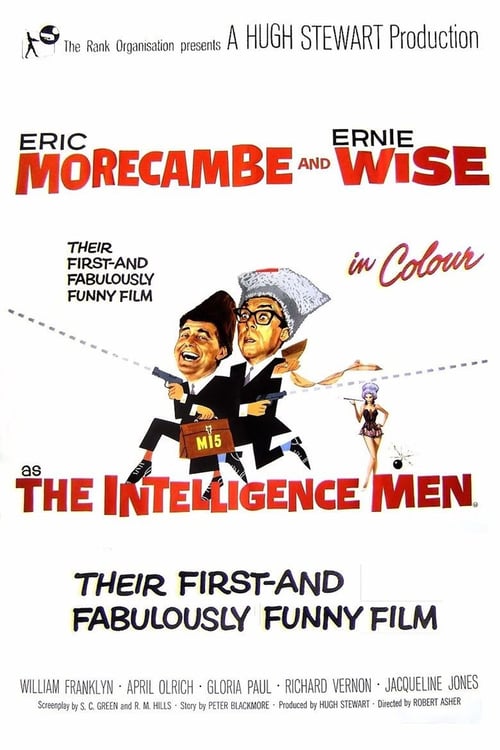 The Rank Organisation presents A HUGH STEWART Production
ERIC MORECAMBE AND ERNIE WISE
THEIR
FIRST-AND
FABULOUSLY
FUNNY FILM
in Colour
MI5
as
THE INTELLIGENCE MEN
THEIR FIRST-AND
FABULOUSLY FUNNY FILM
WILLIAM FRANKLYN · APRIL OLRICH · GLORIA PAUL · RICHARD VERNON · JACQUELINE JONES
Screenplay by S. C. GREEN and R. M. HILLS · Story by PETER BLACKMORE · Produced by HUGH STEWART · Directed by ROBERT ASHER